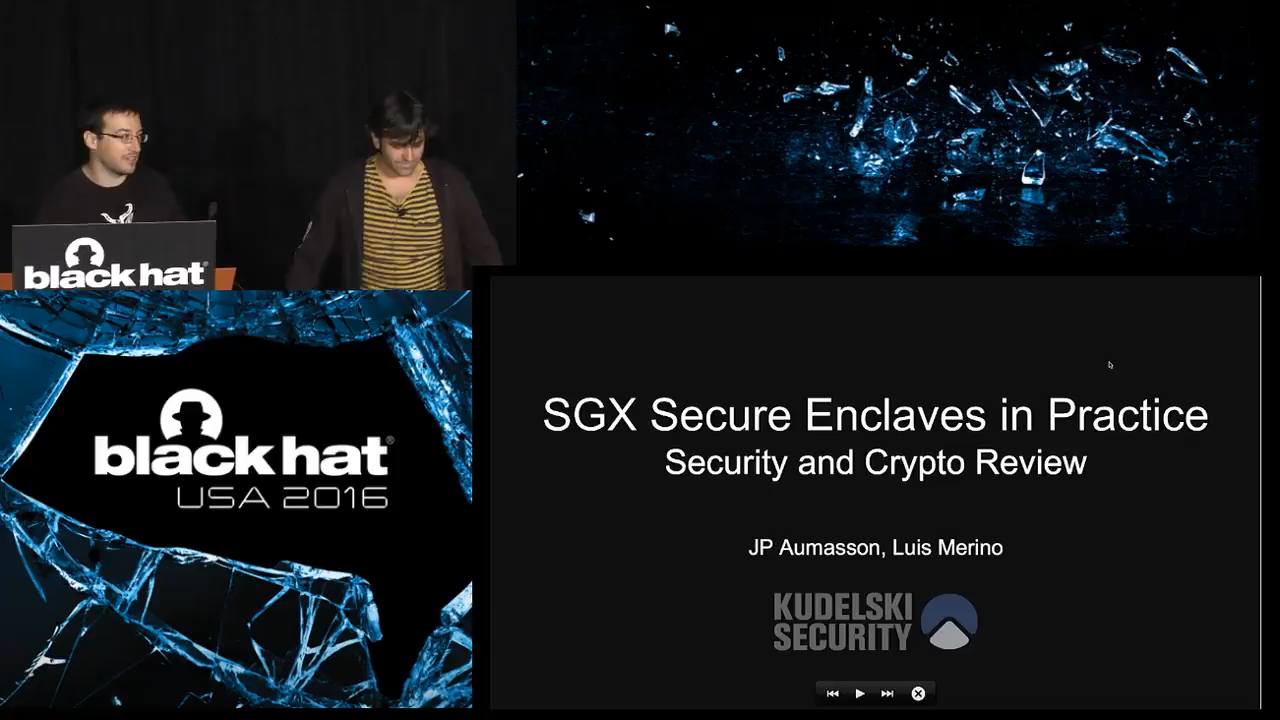 black hat
black hat®
USA 2016
SGX Secure Enclaves in Practice
Security and Crypto Review
JP Aumasson, Luis Merino
KUDELSKI
SECURITY